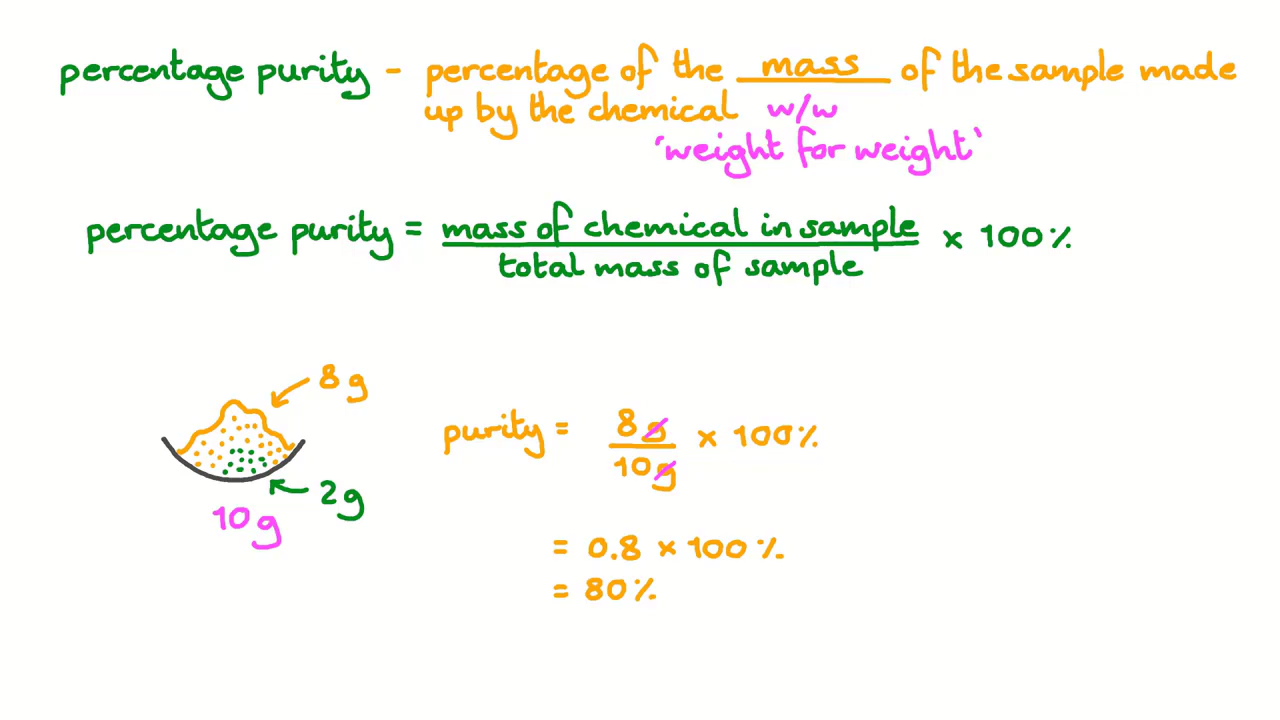 percentage purity - percentage of the mass of the sample made
up by the chemical w/w
'weight for weight'
percentage purity = mass of chemical in sample
total mass of sample
× 100%
8g
2g
10g
purity = 8g
10g
× 100%
= 0.8 × 100%
= 80%